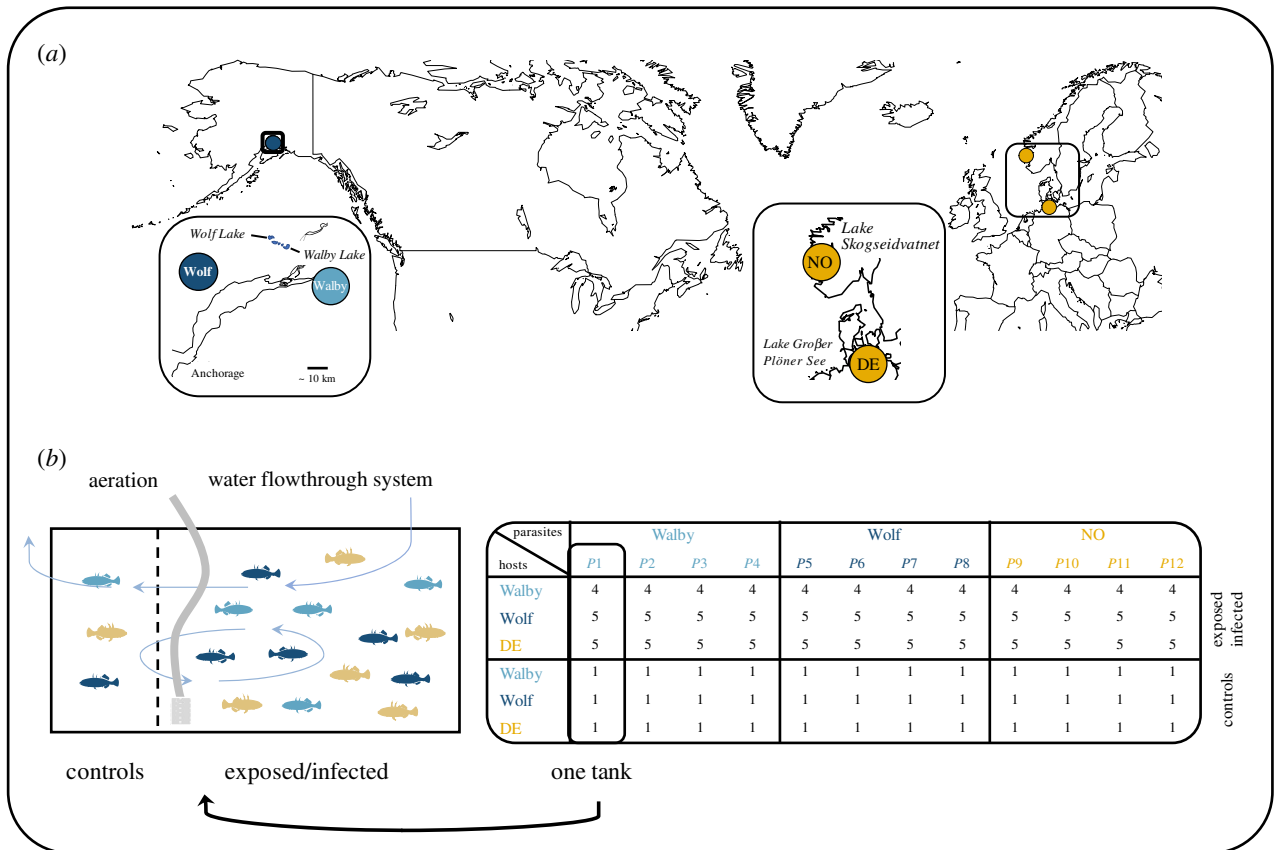 (a)
Wolf Lake
Walby Lake
Wolf
Walby
Anchorage
~ 10 km
Lake
Skogseidvatnet
NO
Lake Großer
Plöner See
DE
(b)
aeration
water flowthrough system
controls
exposed/infected
one tank
parasites Walby Wolf NO
hosts P1 P2 P3 P4 P5 P6 P7 P8 P9 P10 P11 P12
Walby 4 4 4 4 4 4 4 4 4 4 4 4
Wolf 5 5 5 5 5 5 5 5 5 5 5 5
DE 5 5 5 5 5 5 5 5 5 5 5 5
Walby 1 1 1 1 1 1 1 1 1 1 1 1
Wolf 1 1 1 1 1 1 1 1 1 1 1 1
DE 1 1 1 1 1 1 1 1 1 1 1 1
exposed
infected
controls